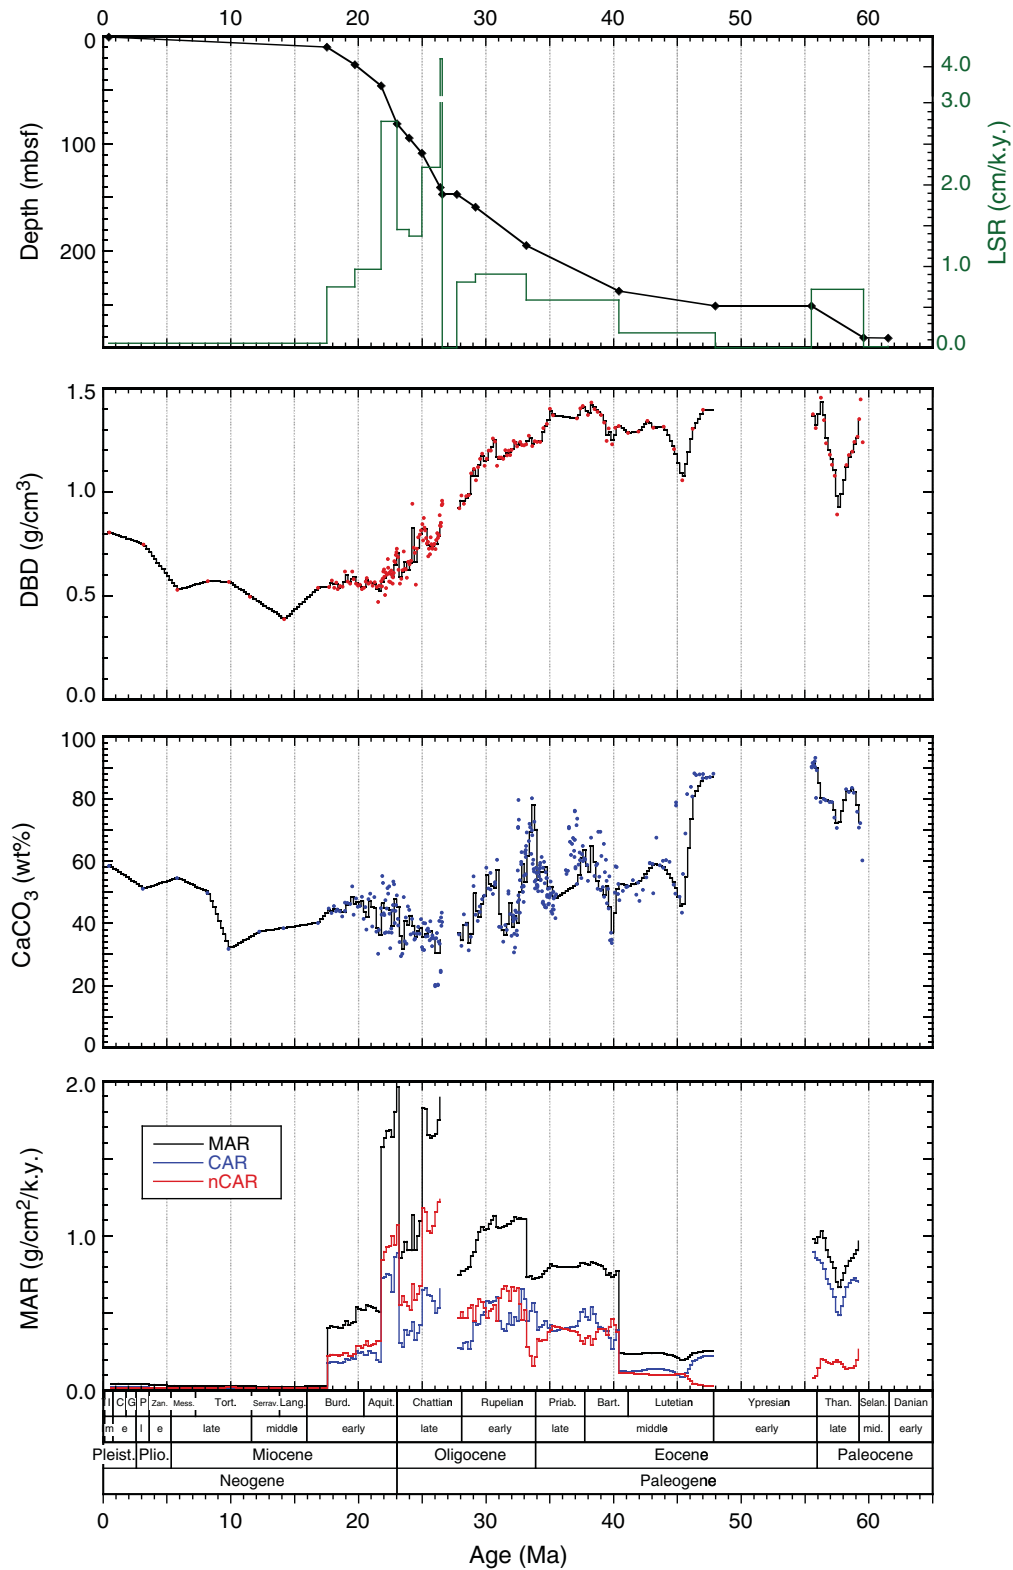 0 10 20 30 40 50 60
0
100
200
Depth (mbsf)
4.0
3.0
2.0
1.0
0.0
LSR (cm/k.y.)
1.5
1.0
0.5
0.0
DBD (g/cm³)
100
80
60
40
20
0
CaCO₃ (wt%)
2.0
1.0
0.0
MAR (g/cm²/k.y.)
MAR
CAR
nCAR
I C G P Zan. Mess. Tort. Serrav. Lang. Burd. Aquit. Chattian Rupelian Priab. Bart. Lutetian Ypresian Than. Selan. Danian
m e l e late middle early late early late middle early late mid. early
Pleist. Plio. Miocene Oligocene Eocene Paleocene
Neogene Paleogene
0 10 20 30 40 50 60
Age (Ma)